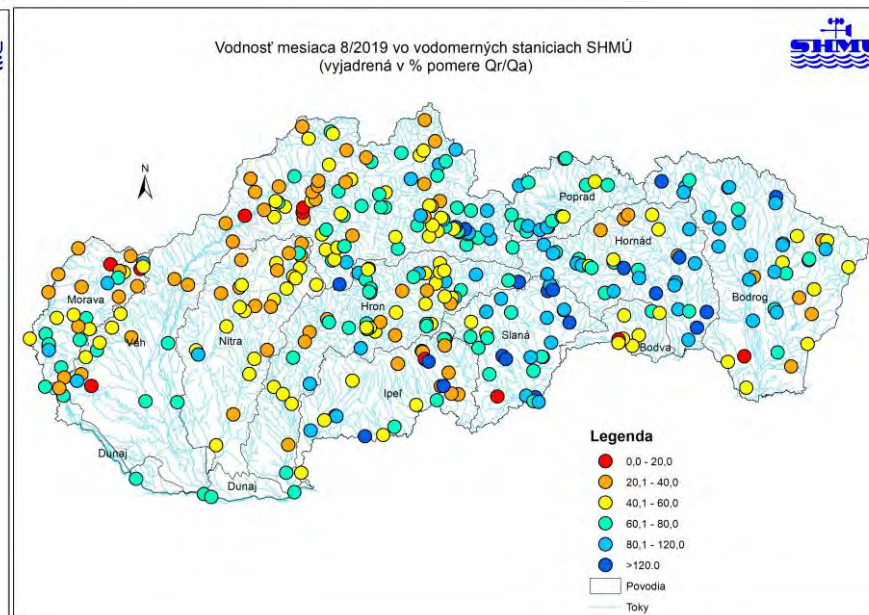 Vodnosť mesiaca 8/2019 vo vodomerných staniciach SHMÚ
(vyjadrená v % pomere Qr/Qa)
SHMÚ
N
Poprad
Hornád
Morava
Bodrog
Hron
Slaná
Váh
Nitra
Bodva
Ipeľ
Dunaj
Dunaj
Legenda
0,0 - 20,0
20,1 - 40,0
40,1 - 60,0
60,1 - 80,0
80,1 - 120,0
>120.0
Povodia
Toky